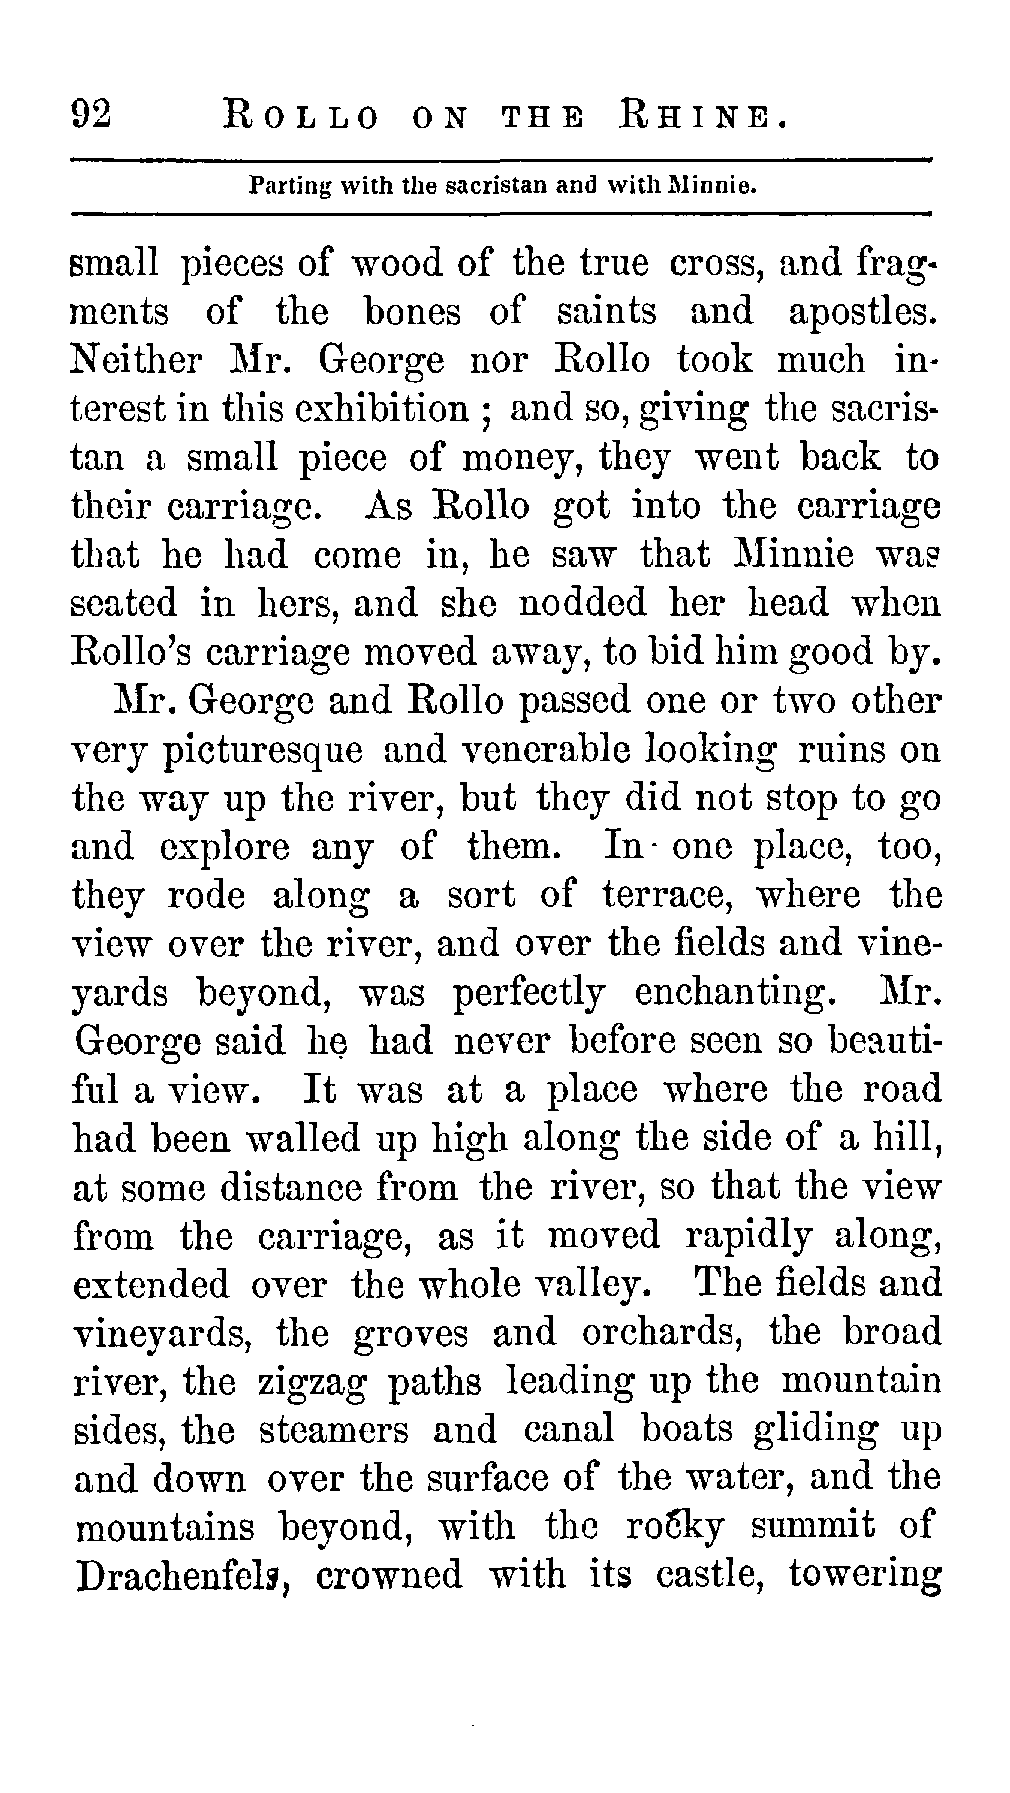 92 ROLLO ON THE RHINE.
Parting with the sacristan and with Minnie.
small pieces of wood of the true cross, and frag-
ments of the bones of saints and apostles.
Neither Mr. George nor Rollo took much in-
terest in this exhibition ; and so, giving the sacris-
tan a small piece of money, they went back to
their carriage. As Rollo got into the carriage
that he had come in, he saw that Minnie was
seated in hers, and she nodded her head when
Rollo's carriage moved away, to bid him good by.
Mr. George and Rollo passed one or two other
very picturesque and venerable looking ruins on
the way up the river, but they did not stop to go
and explore any of them. In one place, too,
they rode along a sort of terrace, where the
view over the river, and over the fields and vine-
yards beyond, was perfectly enchanting. Mr.
George said he had never before seen so beauti-
ful a view. It was at a place where the road
had been walled up high along the side of a hill,
at some distance from the river, so that the view
from the carriage, as it moved rapidly along,
extended over the whole valley. The fields and
vineyards, the groves and orchards, the broad
river, the zigzag paths leading up the mountain
sides, the steamers and canal boats gliding up
and down over the surface of the water, and the
mountains beyond, with the rocky summit of
Drachenfels, crowned with its castle, towering